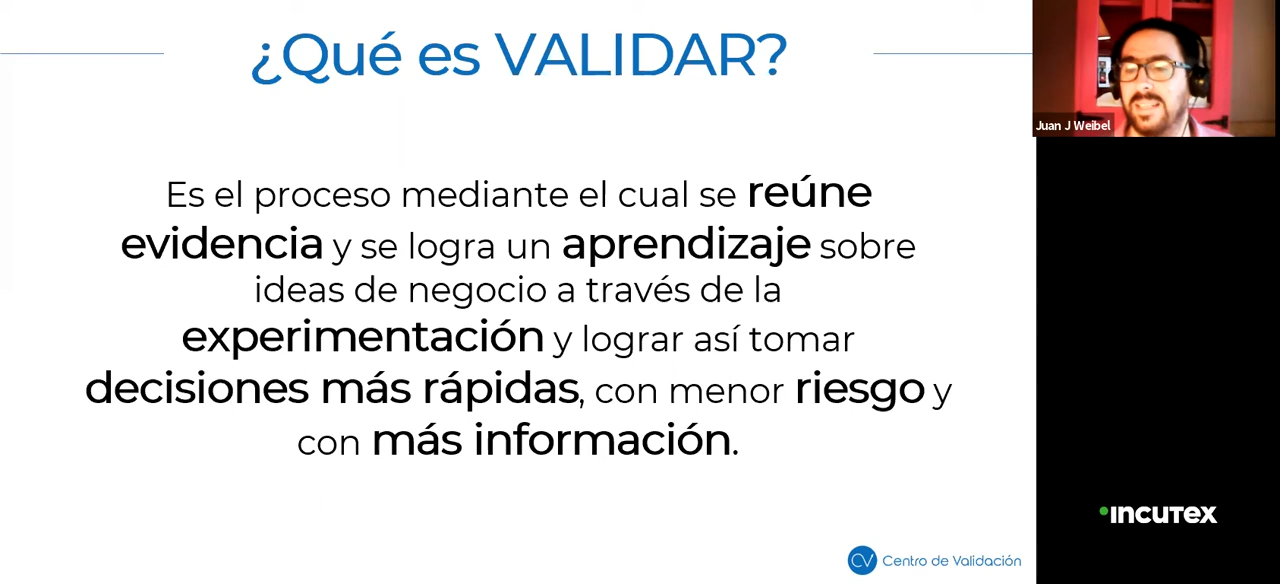 ¿Qué es VALIDAR?
Es el proceso mediante el cual se reúne
evidencia y se logra un aprendizaje sobre
ideas de negocio a través de la
experimentación y lograr así tomar
decisiones más rápidas, con menor riesgo y
con más información.
CV Centro de Validación
Juan J Weibel
INCUTEX